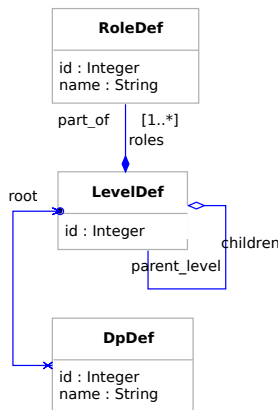 RoleDef
id : Integer
name : String
part_of [1..*]
roles
root
LevelDef
id : Integer
children
parent_level
DpDef
id : Integer
name : String